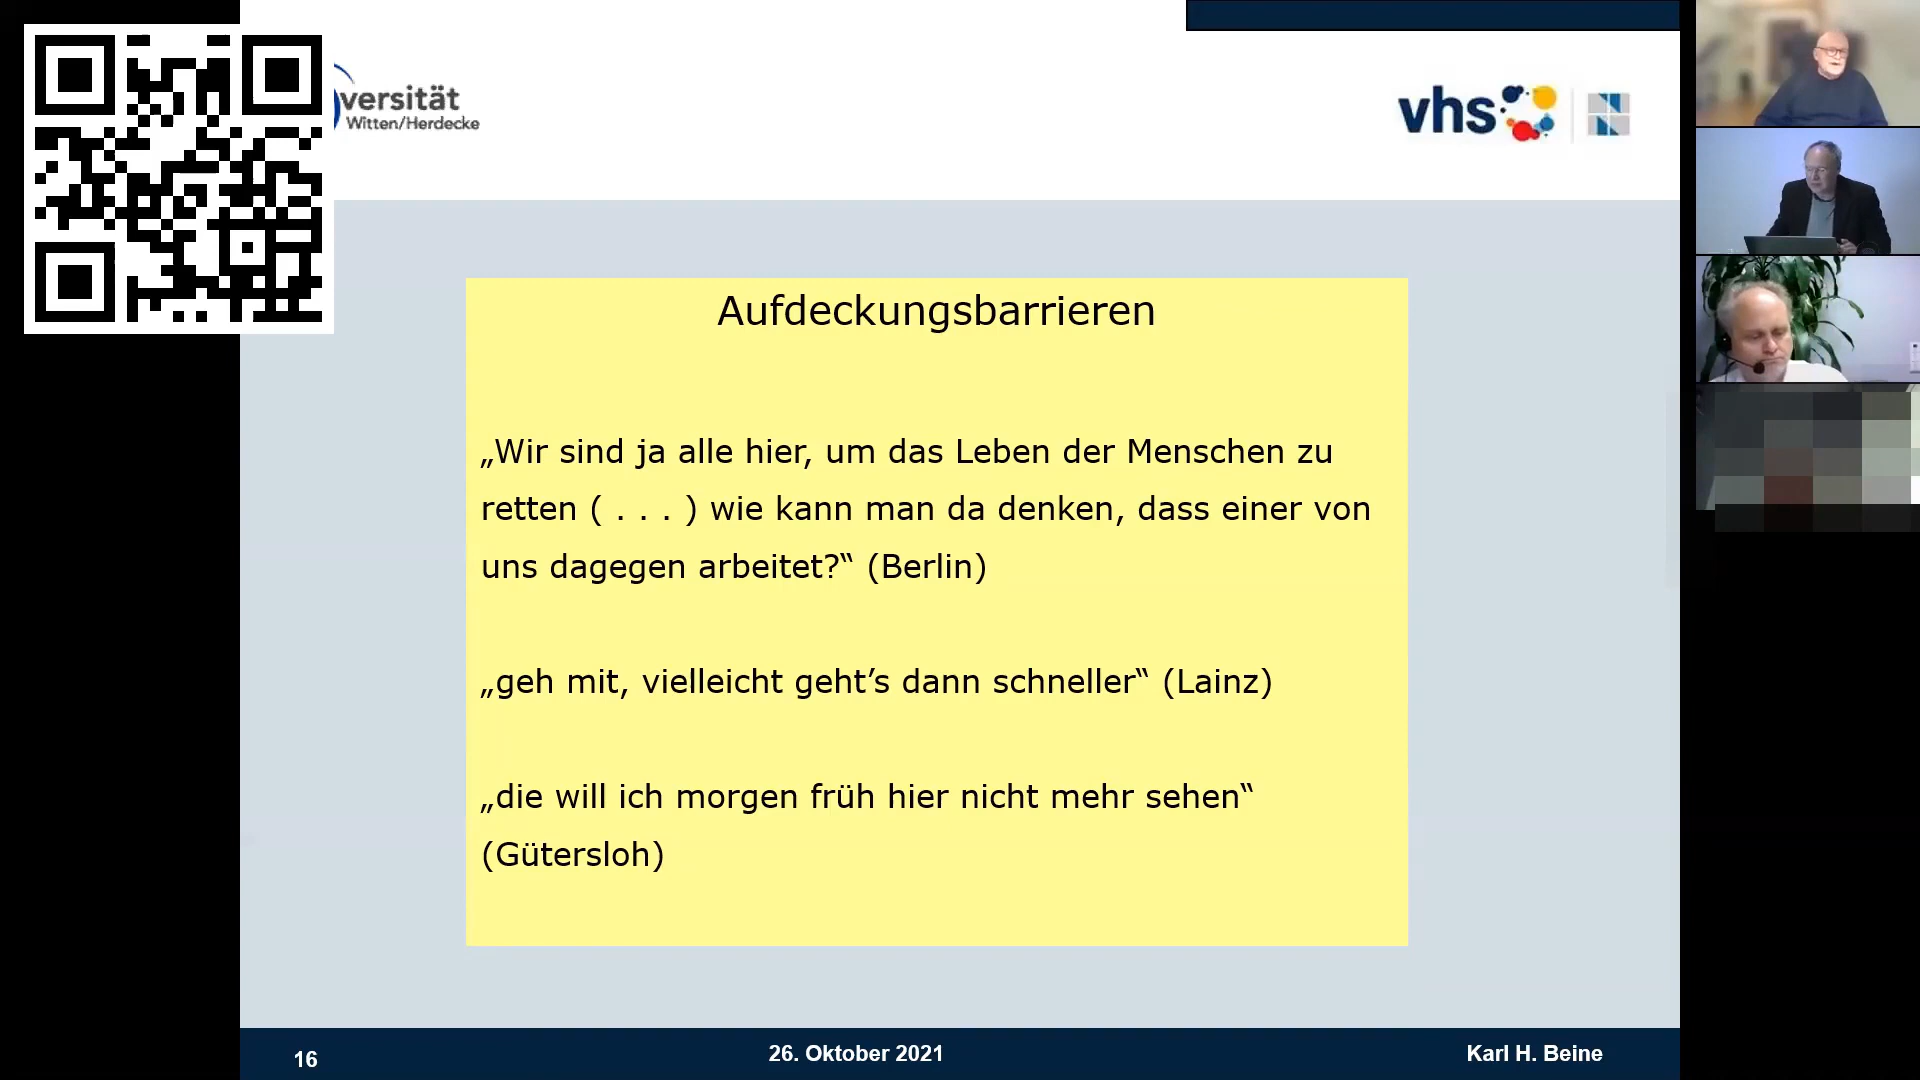 versität
Witten/Herdecke
vhs
Aufdeckungsbarrieren
„Wir sind ja alle hier, um das Leben der Menschen zu
retten ( . . . ) wie kann man da denken, dass einer von
uns dagegen arbeitet?“ (Berlin)
„geh mit, vielleicht geht’s dann schneller“ (Lainz)
„die will ich morgen früh hier nicht mehr sehen“
(Gütersloh)
16
26. Oktober 2021
Karl H. Beine